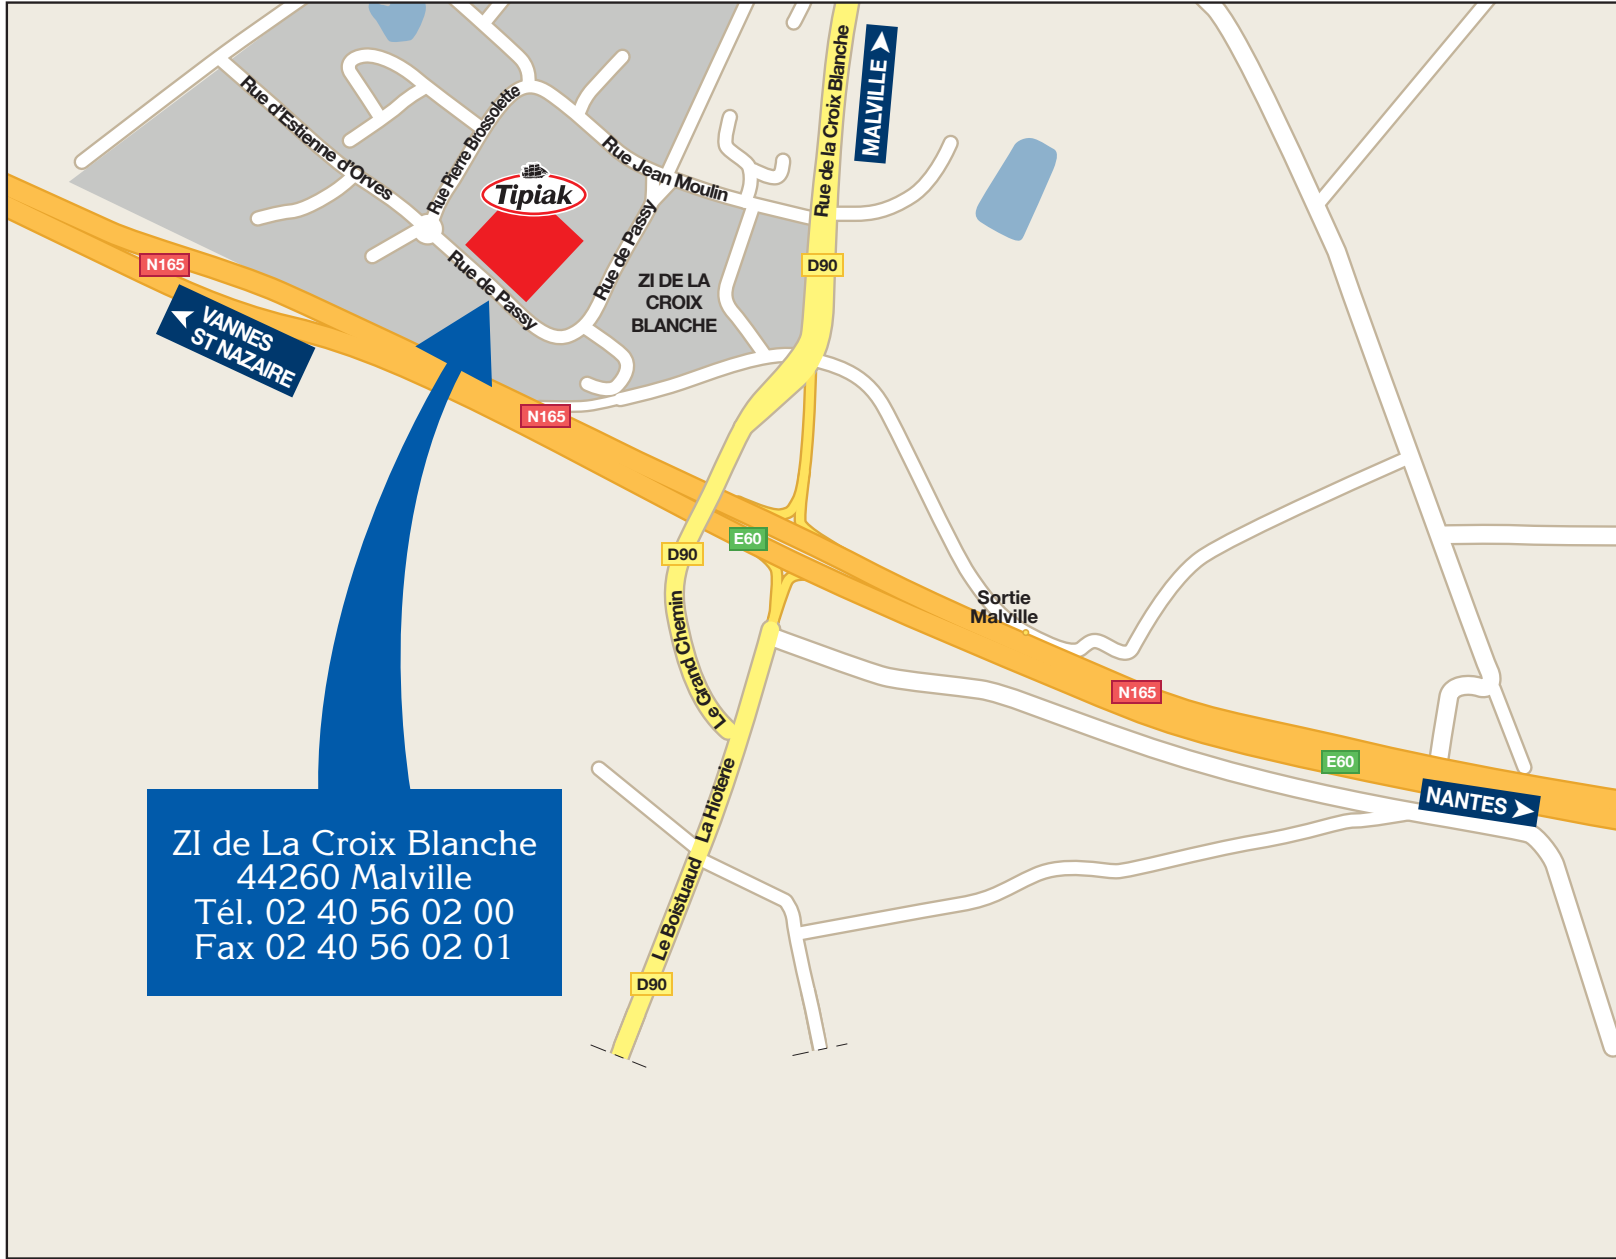 Rue de la Croix Blanche
MALVILLE
Rue d'Estienne d'Orves
Rue Pierre Brossolette
Rue Jean Moulin
Tipiak
Rue de Passy
Rue de Passy
N165
D90
ZI DE LA
CROIX
BLANCHE
VANNES
ST NAZAIRE
N165
E60
D90
Sortie
Malville
Le Grand Chemin
N165
E60
NANTES
La Hioterie
Le Boistuaud
D90
ZI de La Croix Blanche
44260 Malville
Tél. 02 40 56 02 00
Fax 02 40 56 02 01